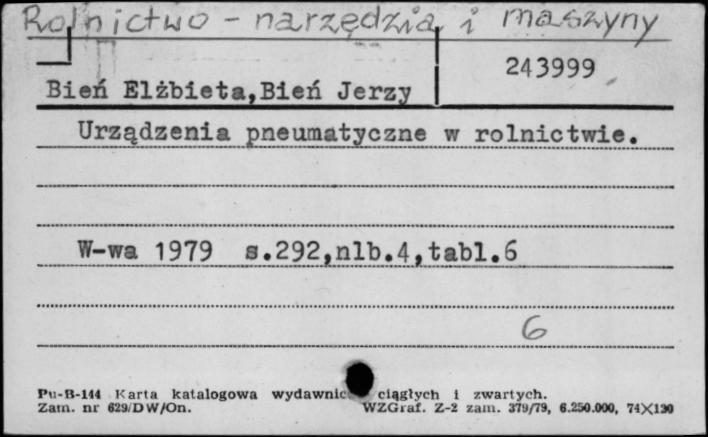 Rolnictwo - narzędzia i maszyny
243999
Bień Elżbieta,Bień Jerzy
Urządzenia pneumatyczne w rolnictwie.
W-wa 1979 s.292,nlb.4,tabl.6
6
Pu-B-144 Karta katalogowa wydawnic ciągłych i zwartych.
Zam. nr 629/DW/On. WZGraf. Z-2 zam. 379/79, 6.250.000, 74X120